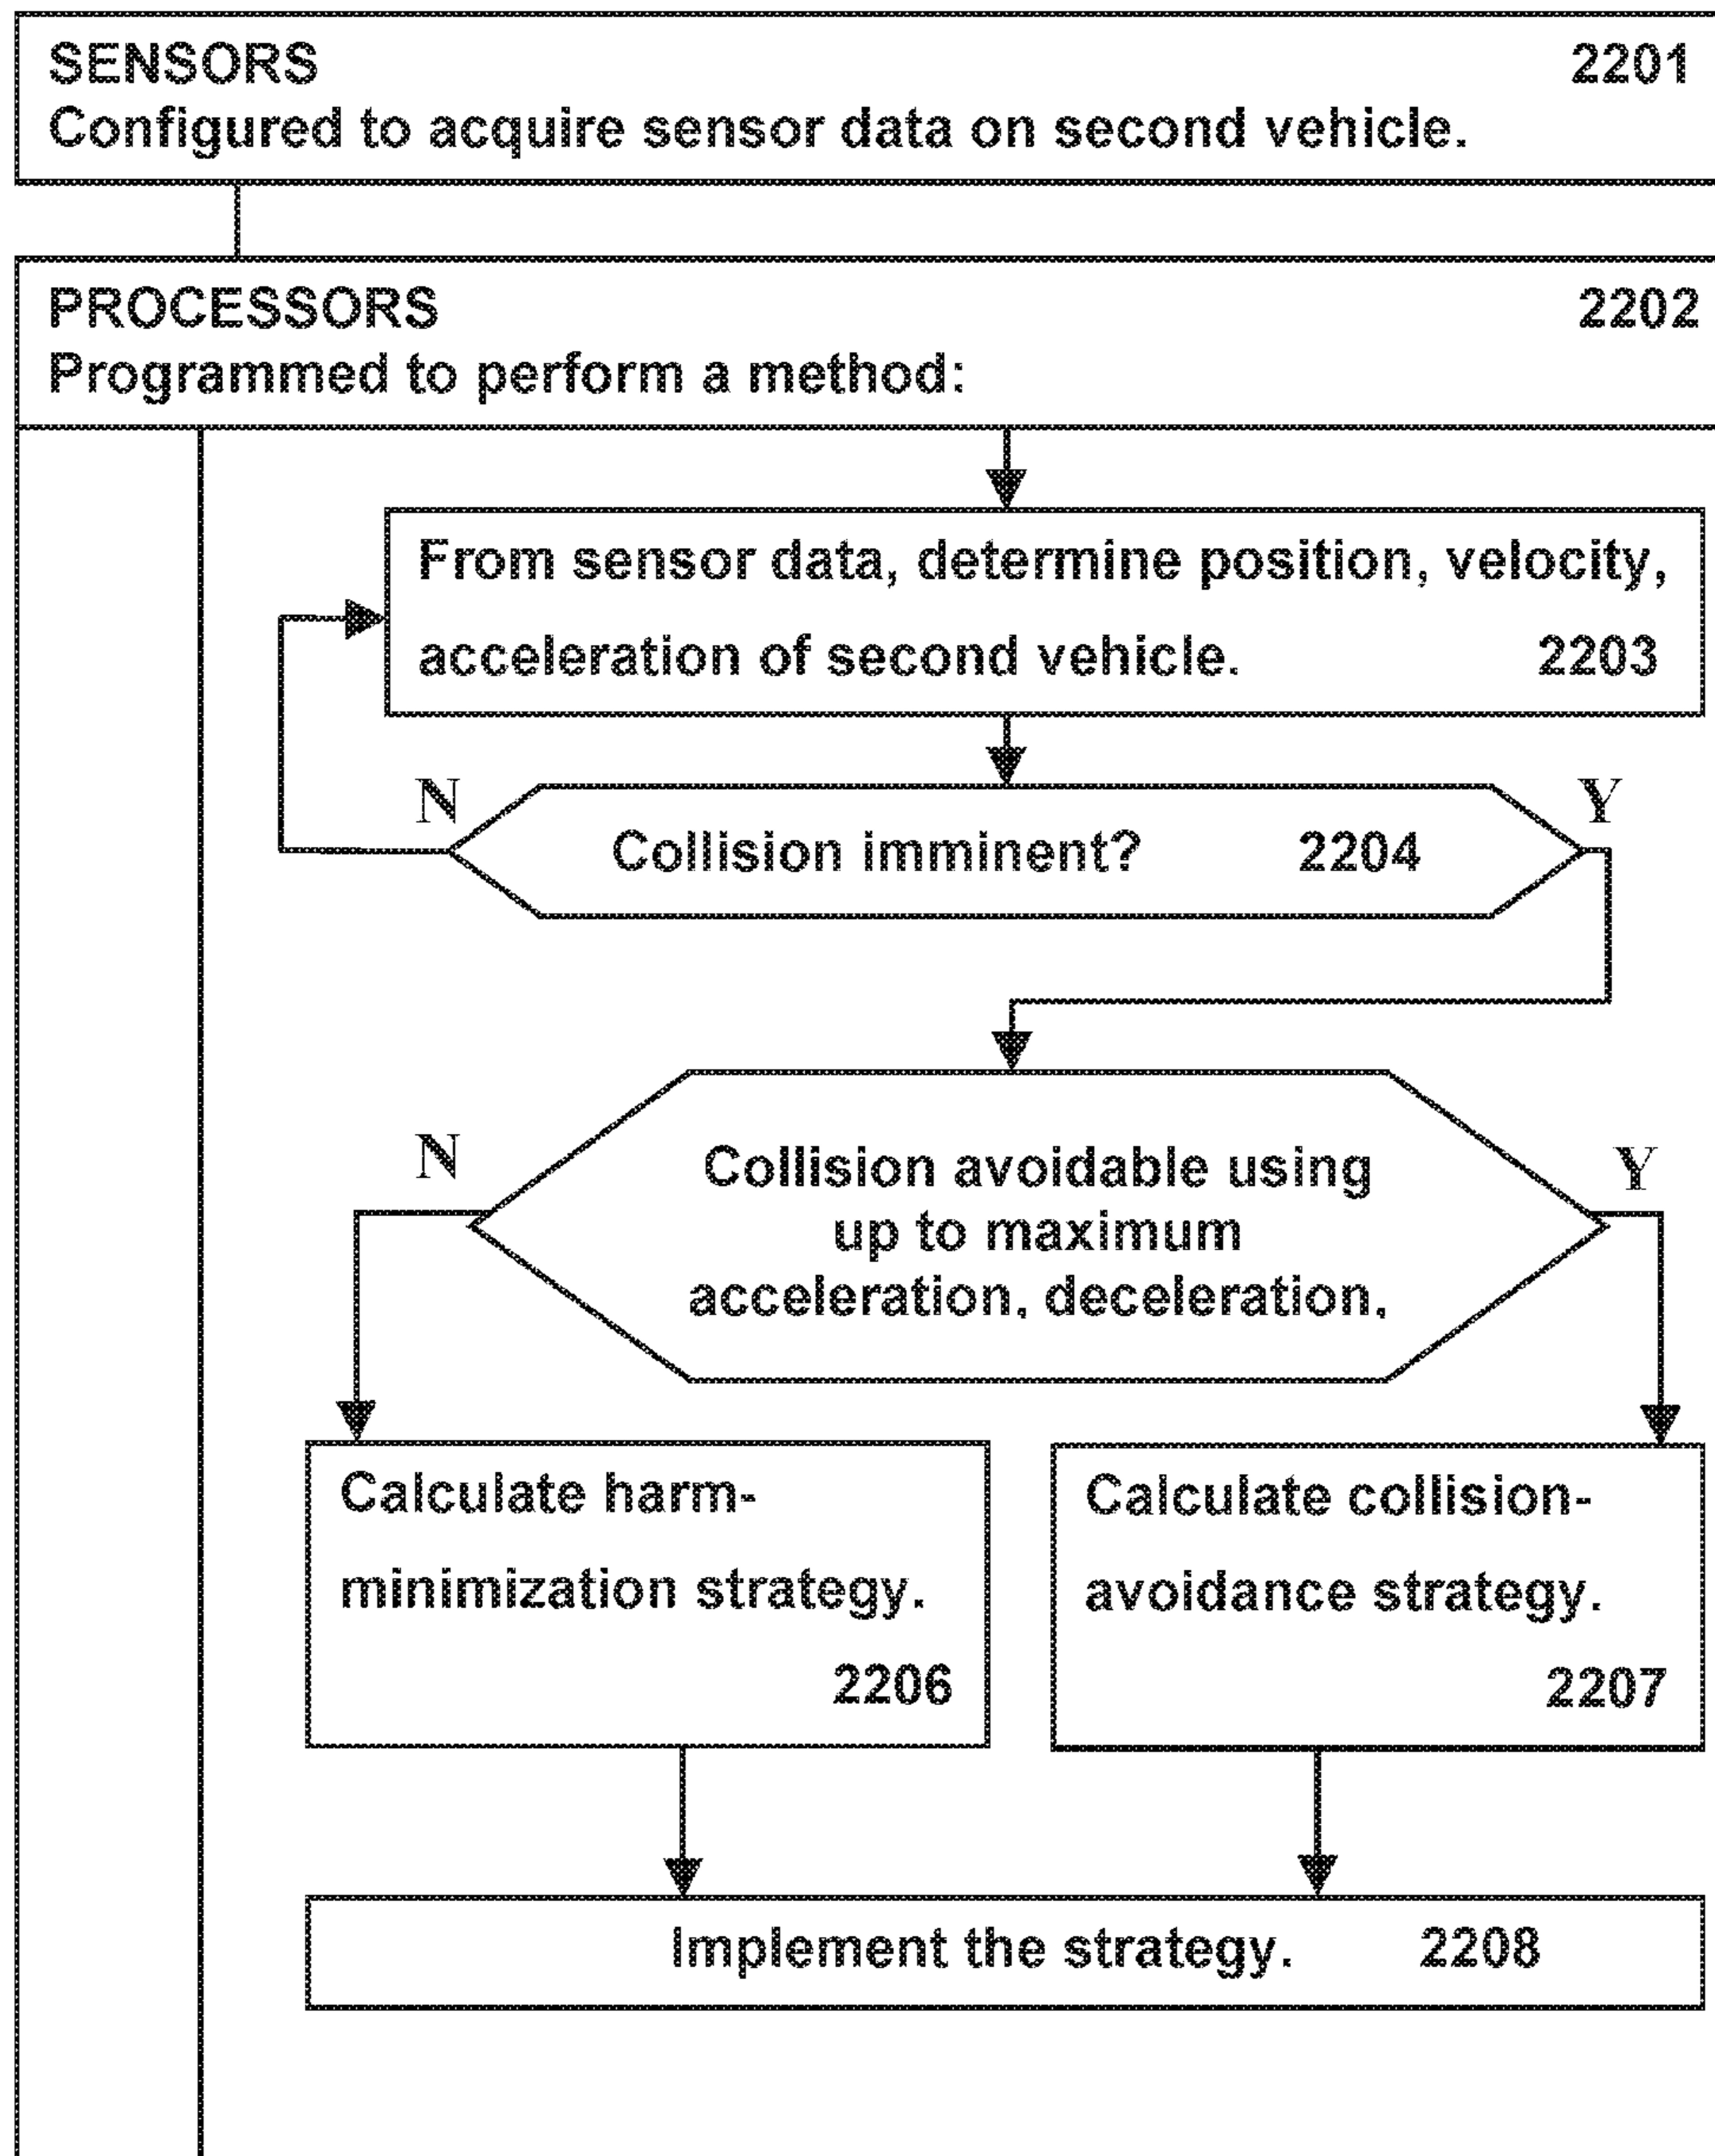 SENSORS 2201
Configured to acquire sensor data on second vehicle.
PROCESSORS 2202
Programmed to perform a method:
From sensor data, determine position, velocity,
acceleration of second vehicle. 2203
N Y
Collision imminent? 2204
N Y
Collision avoidable using
up to maximum
acceleration, deceleration,
Calculate harm-
minimization strategy.
2206
Calculate collision-
avoidance strategy.
2207
Implement the strategy. 2208